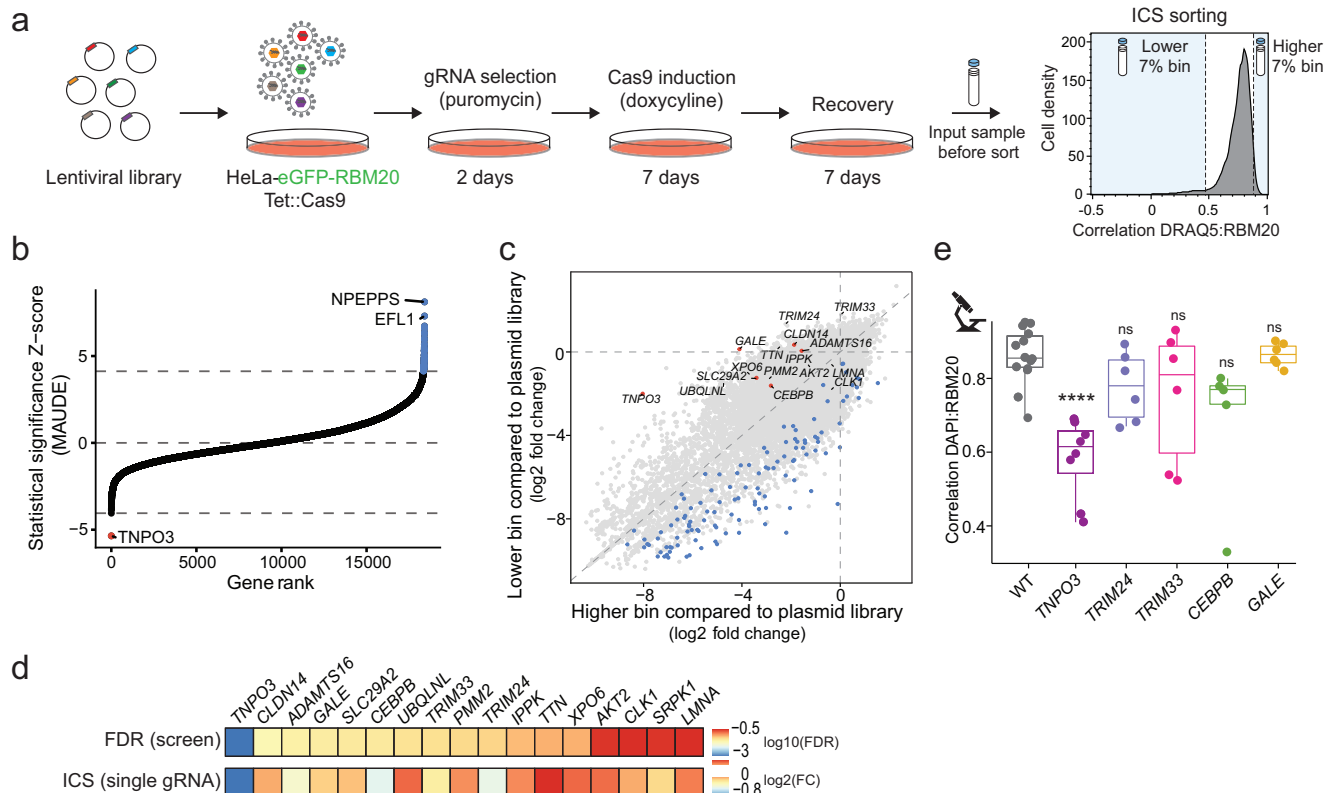 a
Lentiviral library
HeLa-eGFP-RBM20
Tet::Cas9
gRNA selection
(puromycin)
2 days
Cas9 induction
(doxycyline)
7 days
Recovery
7 days
Input sample
before sort
ICS sorting
Lower
7% bin
Higher
7% bin
Cell density
200
150
100
50
0
-0.5
0
0.5
1
Correlation DRAQ5:RBM20
b
Statistical significance Z-score
(MAUDE)
5
0
−5
NPEPPS
EFL1
TNPO3
0
5000
10000
15000
Gene rank
c
Lower bin compared to plasmid library
(log2 fold change)
0
−4
−8
TRIM33
TRIM24
CLDN14
GALE
ADAMTS16
TTN
IPPK
XPO6
PMM2
AKT2
LMNA
SLC29A2
CLK1
UBQLNL
CEBPB
TNPO3
−8
−4
0
Higher bin compared to plasmid library
(log2 fold change)
e
Correlation DAPI:RBM20
0.8
0.6
0.4
****
ns
ns
ns
ns
WT
TNPO3
TRIM24
TRIM33
CEBPB
GALE
d
TNPO3
CLDN14
ADAMTS16
GALE
SLC29A2
CEBPB
UBQLNL
TRIM33
PMM2
TRIM24
IPPK
TTN
XPO6
AKT2
CLK1
SRPK1
LMNA
FDR (screen)
−0.5
−3
log10(FDR)
ICS (single gRNA)
0
−0.8
log2(FC)